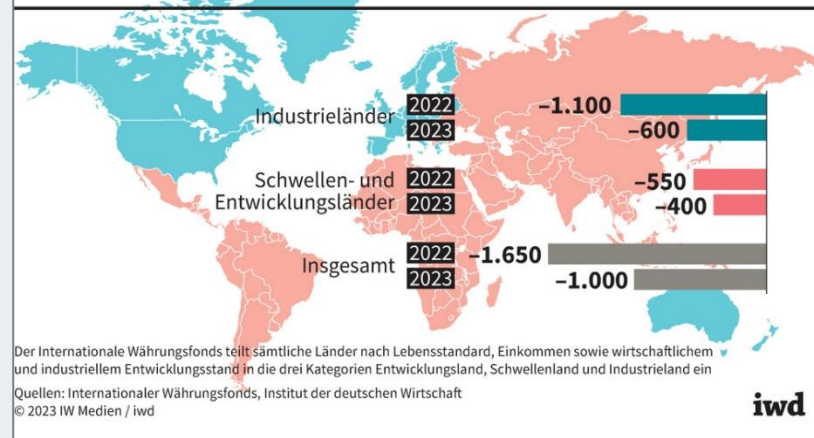 Industrieländer 2022 –1.100
2023 –600
Schwellen- und 2022 –550
Entwicklungsländer 2023 –400
Insgesamt 2022 –1.650
2023 –1.000
Der Internationale Währungsfonds teilt sämtliche Länder nach Lebensstandard, Einkommen sowie wirtschaftlichem
und industriellem Entwicklungsstand in die drei Kategorien Entwicklungsland, Schwellenland und Industrieland ein
Quellen: Internationaler Währungsfonds, Institut der deutschen Wirtschaft
© 2023 IW Medien / iwd
iwd